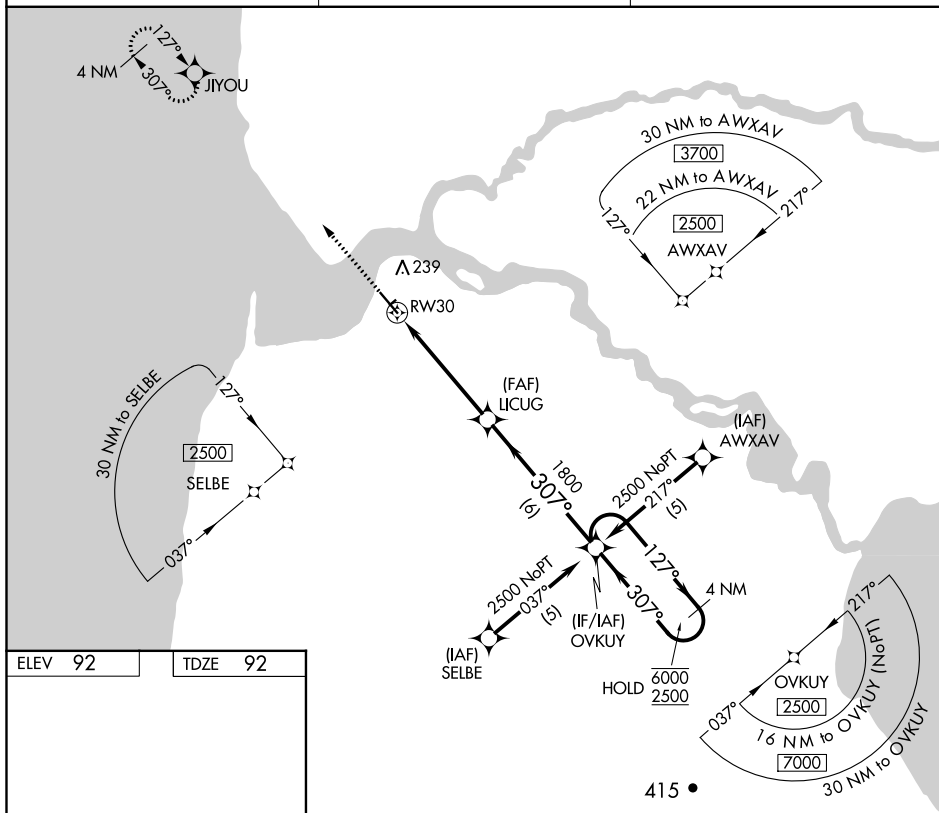 127°
4 NM
307°
JIYOU
30 NM to AWXAV
3700
22 NM to AWXAV
127°
217°
2500
AWXAV
239
RW30
(FAF)
LICUG
30 NM to SELBE
127°
2500
SELBE
037°
(IAF)
AWXAV
1800
307°
(6)
2500 NoPT
217°
(5)
127°
4 NM
307°
2500 NoPT
037°
(5)
(IF/IAF)
OVKUY
(IAF)
SELBE
HOLD
6000
2500
217°
OVKUY
2500
037°
16 NM to OVKUY (NoPT)
7000
30 NM to OVKUY
415
ELEV 92
TDZE 92